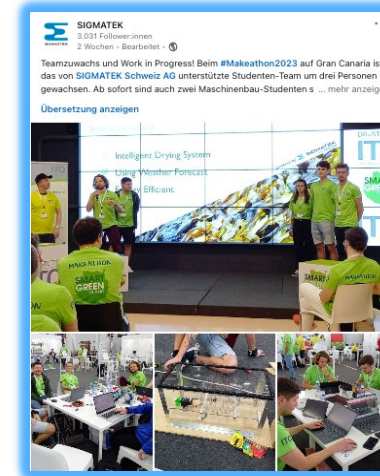 SIGMATEK
3.031 Follower:innen
2 Wochen • Bearbeitet •
Teamzuwachs und Work in Progress! Beim #Makeathon2023 auf Gran Canaria ist
das von SIGMATEK Schweiz AG unterstützte Studenten-Team um drei Personen
gewachsen. Ab sofort sind auch zwei Maschinenbau-Studenten s ... mehr anzeig
Übersetzung anzeigen
Intelligent Drying System
Using Weather Forecast
Efficient
SIGMATEK
MAKEATHON
SMART
GREEN
MAKEATHON